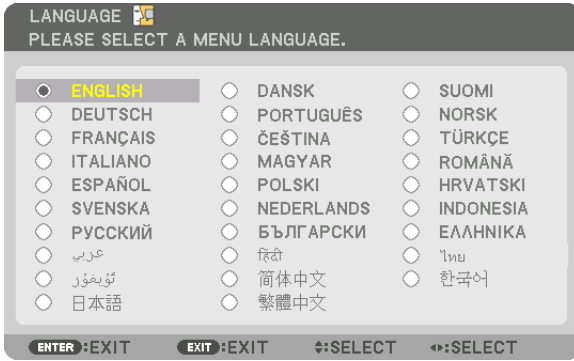 LANGUAGE
PLEASE SELECT A MENU LANGUAGE.
ENGLISH DANSK SUOMI
DEUTSCH PORTUGUÊS NORSK
FRANÇAIS ČEŠTINA TÜRKÇE
ITALIANO MAGYAR ROMÂNĂ
ESPAÑOL POLSKI HRVATSKI
SVENSKA NEDERLANDS INDONESIA
РУССКИЙ БЪЛГАРСКИ ΕΛΛΗΝΙΚΑ
عربي हिंदी ไทย
ئۇيغۇر 简体中文 한국어
日本語 繁體中文
ENTER :EXIT EXIT :EXIT :SELECT :SELECT